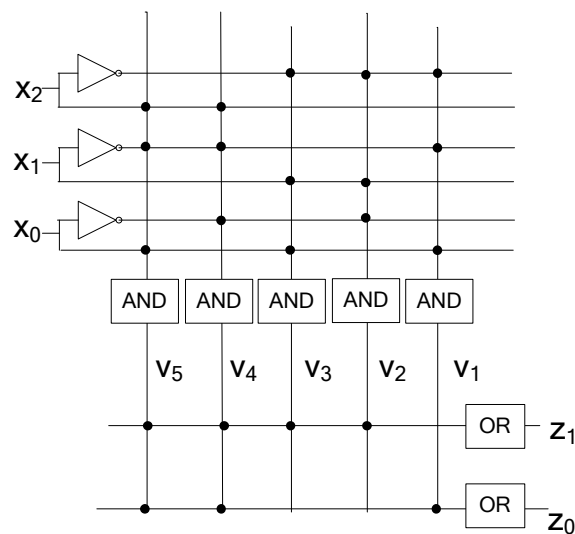 x₂
x₁
x₀
AND AND AND AND AND
v₅ v₄ v₃ v₂ v₁
OR z₁
OR z₀